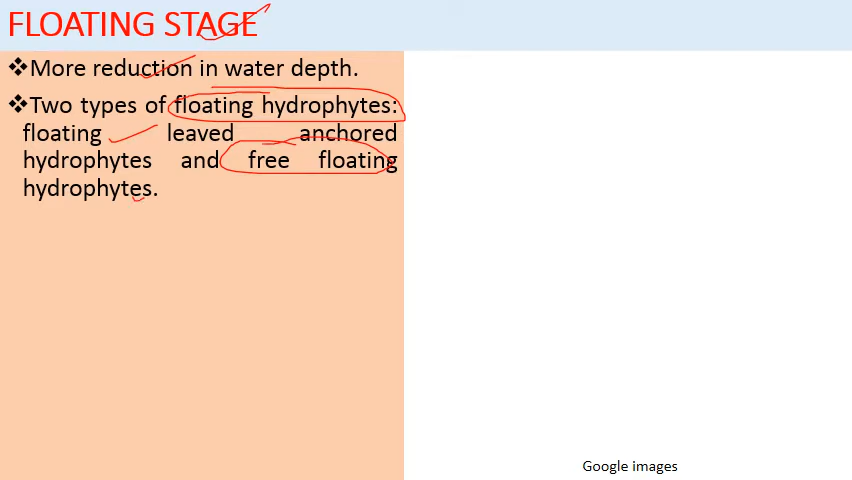 FLOATING STAGE
❖More reduction in water depth.
❖Two types of floating hydrophytes:
floating leaved anchored
hydrophytes and free floating
hydrophytes.
Google images